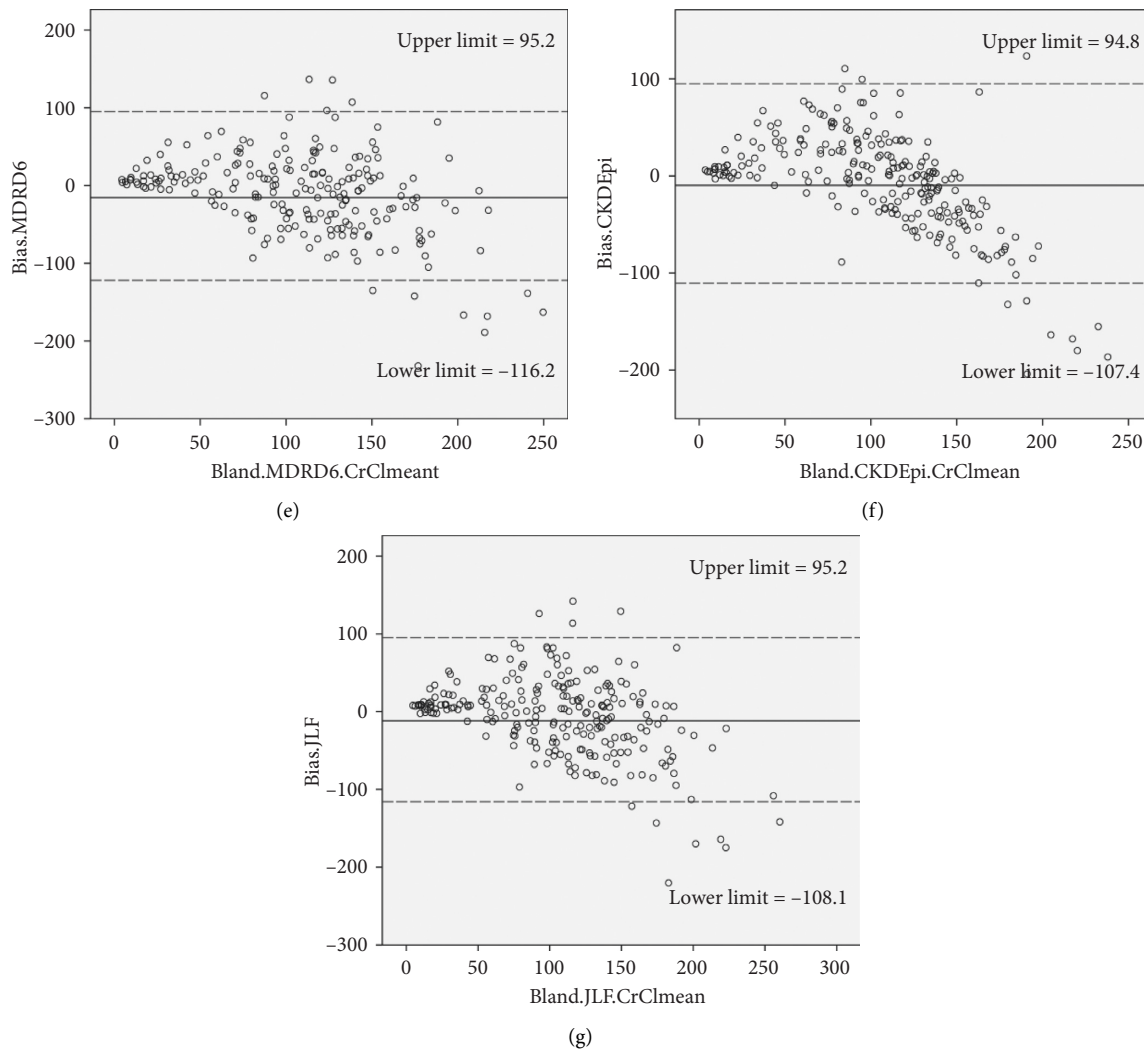 200
100
0
–100
–200
–300
Bias.MDRD6
Upper limit = 95.2
Lower limit = –116.2
0 50 100 150 200 250
Bland.MDRD6.CrClmeant
(e)
100
0
–100
–200
Bias.CKDEpi
Upper limit = 94.8
Lower limit = –107.4
0 50 100 150 200 250
Bland.CKDEpi.CrClmean
(f)
200
100
0
–100
–200
–300
Bias.JLF
Upper limit = 95.2
Lower limit = –108.1
0 50 100 150 200 250 300
Bland.JLF.CrClmean
(g)